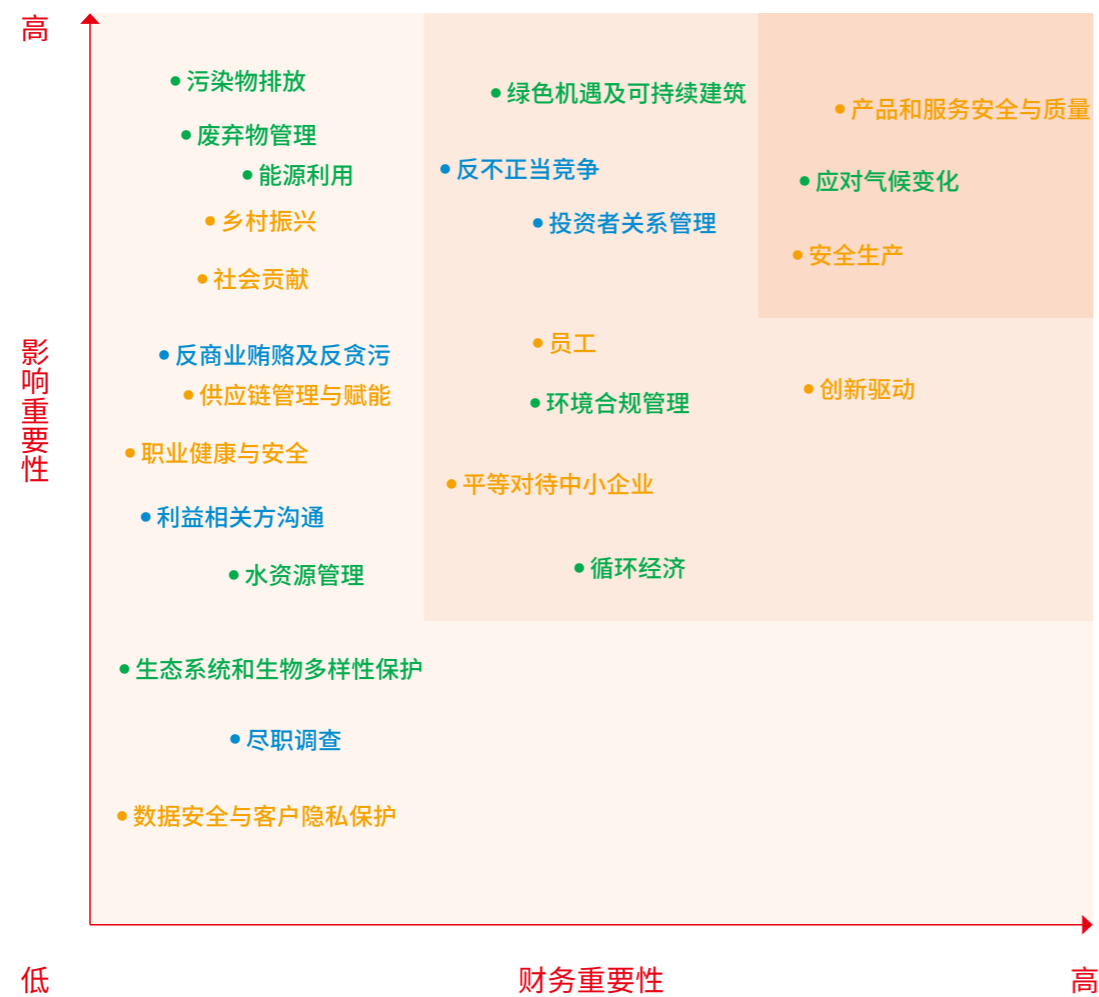 高
污染物排放
绿色机遇及可持续建筑
产品和服务安全与质量
废弃物管理
反不正当竞争
能源利用
应对气候变化
乡村振兴
投资者关系管理
安全生产
社会贡献
员工
影响重要性
反商业贿赂及反贪污
创新驱动
供应链管理与赋能
环境合规管理
职业健康与安全
平等对待中小企业
利益相关方沟通
循环经济
水资源管理
生态系统和生物多样性保护
尽职调查
数据安全与客户隐私保护
低
财务重要性
高